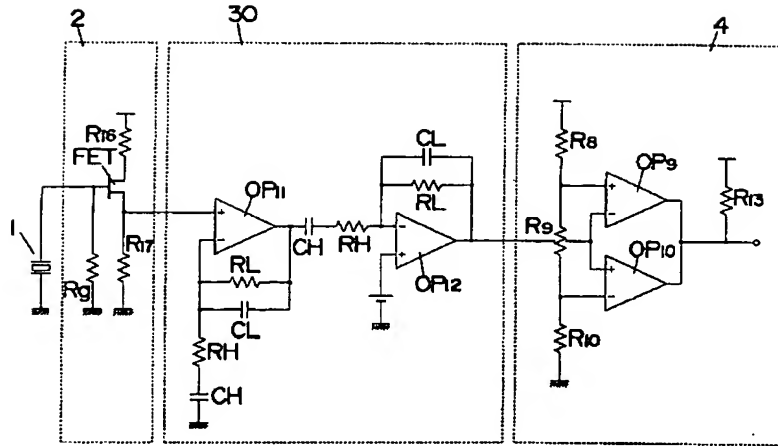 2
30
4
R16
FET
1
Rg
R17
OP11
RL
CL
RH
CH
CH
RH
CL
RL
OP12
R8
R9
R10
OP9
OP10
R13